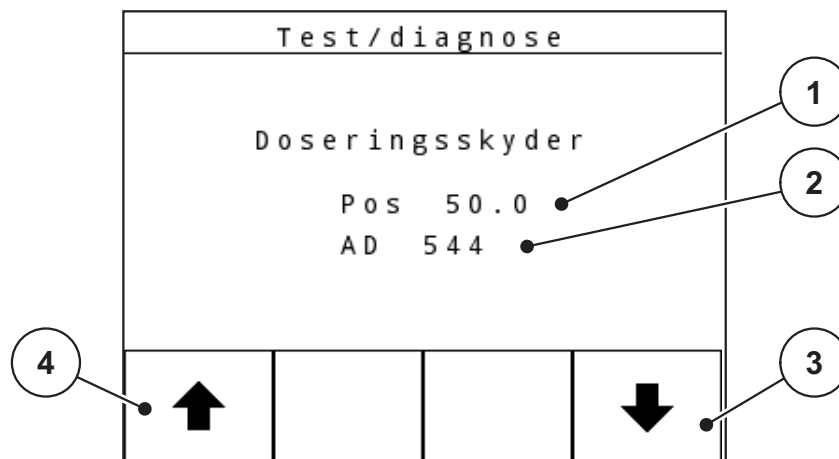 Test/diagnose
1
Doseringsskyder
2
Pos 50.0
AD 544
4
3